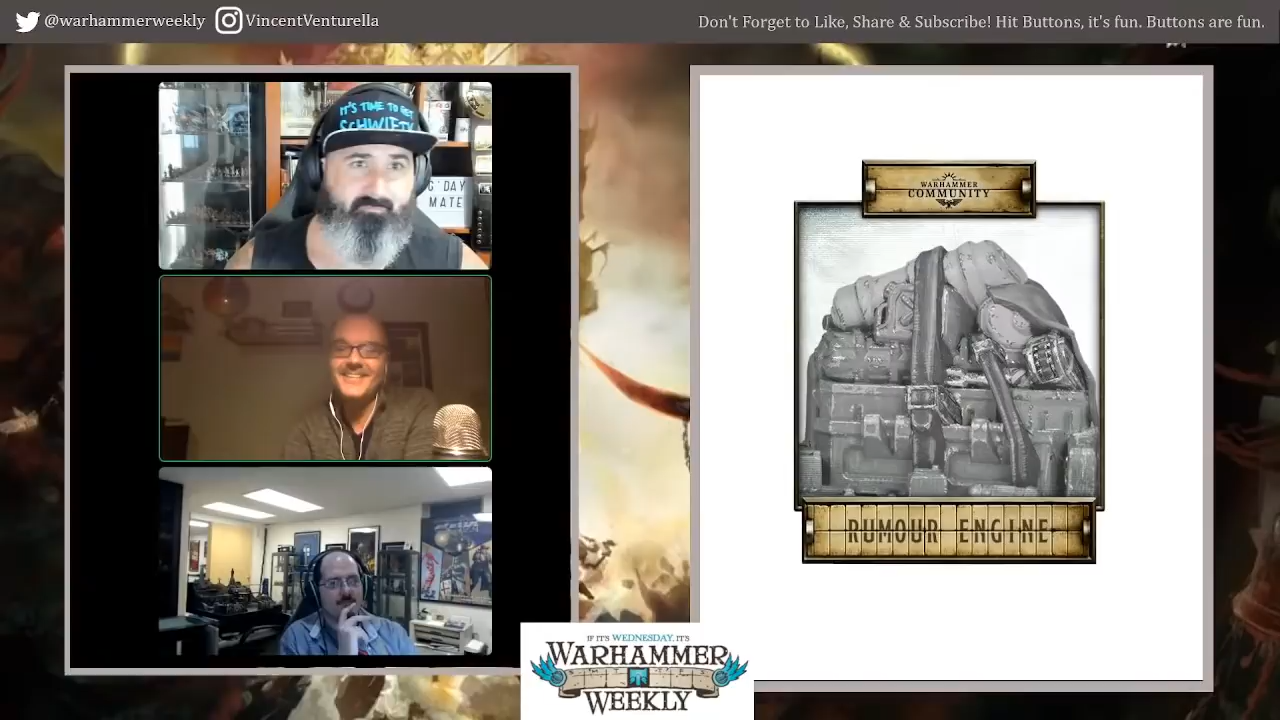 @warhammerweekly VincentVenturella
Don't Forget to Like, Share & Subscribe! Hit Buttons, it's fun. Buttons are fun.
IT'S TIME TO GET
SCHWIFTY
G'DAY
MATE
WARHAMMER
COMMUNITY
RUMOUR ENGINE
IF IT'S WEDNESDAY, IT'S
WARHAMMER
WEEKLY